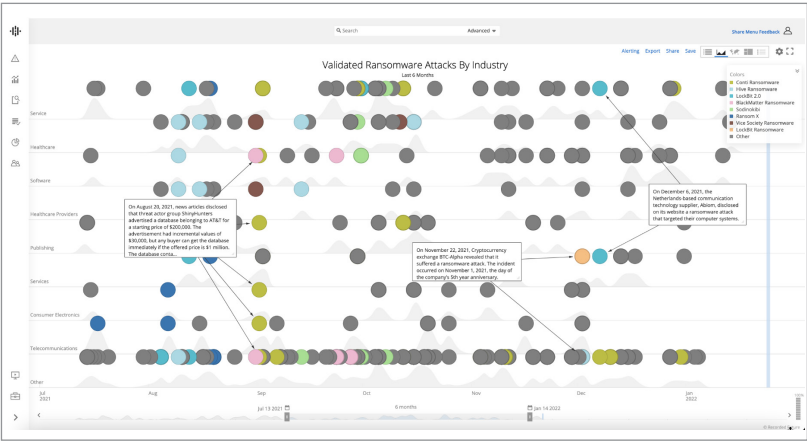 Search
Advanced
Share Menu Feedback
Alerting Export Share Save
Validated Ransomware Attacks By Industry
Last 6 Months
Colors
Conti Ransomware
Hive Ransomware
LockBit 2.0
BlackMatter Ransomware
Sodinokibi
Ransom X
Vice Society Ransomware
LockBit Ransomware
Other
Service
Healthcare
Software
Healthcare Providers
Publishing
Services
Consumer Electronics
Telecommunications
Other
On August 20, 2021, news articles disclosed
that threat actor group ShinyHunters
advertised a database belonging to AT&T for
a starting price of $200,000. The
advertisement had incremental values of
$30,000, but any buyer can get the database
immediately if the offered price is $1 million.
The database conta...
On November 22, 2021, Cryptocurrency
exchange BTC-Alpha revealed that it
suffered a ransomware attack. The incident
occurred on November 1, 2021, the day of
the company's 5th year anniversary.
On December 6, 2021, the
Netherlands-based communication
technology supplier, Abiom, disclosed
on its website a ransomware attack
that targeted their computer systems.
Jul
2021
Aug
Sep
Oct
Nov
Dec
Jan
2022
100%
Jul 13 2021
6 months
Jan 14 2022